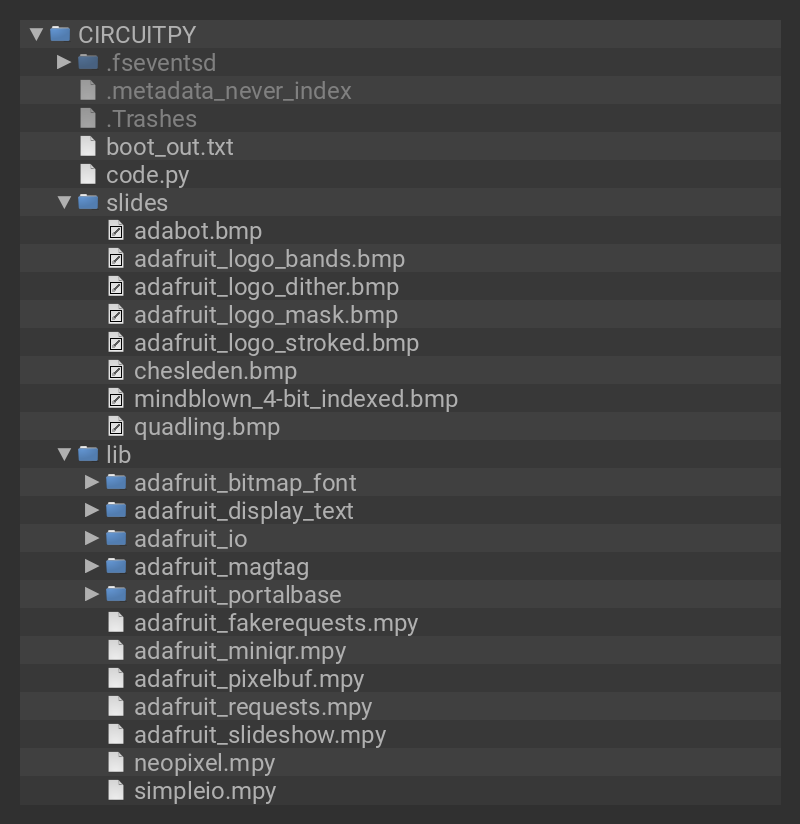 CIRCUITPY
.fseventsd
.metadata_never_index
.Trashes
boot_out.txt
code.py
slides
adabot.bmp
adafruit_logo_bands.bmp
adafruit_logo_dither.bmp
adafruit_logo_mask.bmp
adafruit_logo_stroked.bmp
chesleden.bmp
mindblown_4-bit_indexed.bmp
quadling.bmp
lib
adafruit_bitmap_font
adafruit_display_text
adafruit_io
adafruit_magtag
adafruit_portalbase
adafruit_fakerequests.mpy
adafruit_miniqr.mpy
adafruit_pixelbuf.mpy
adafruit_requests.mpy
adafruit_slideshow.mpy
neopixel.mpy
simpleio.mpy